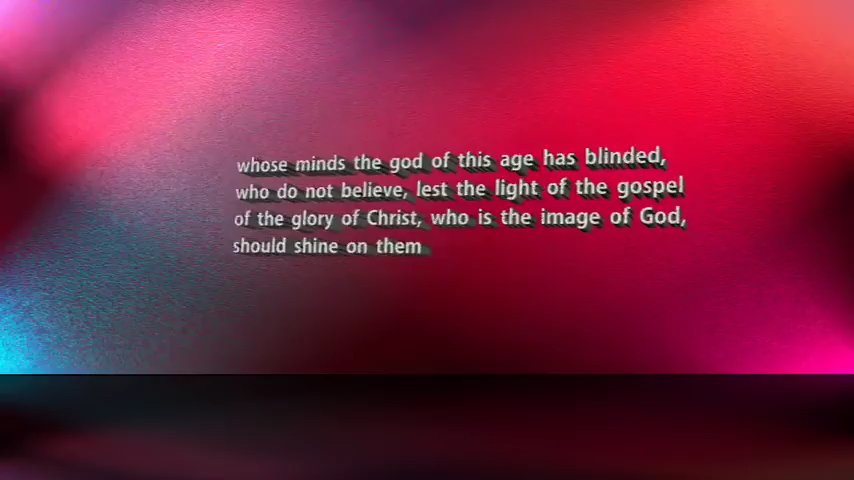 whose minds the god of this age has blinded,
who do not believe, lest the light of the gospel
of the glory of Christ, who is the image of God,
should shine on them